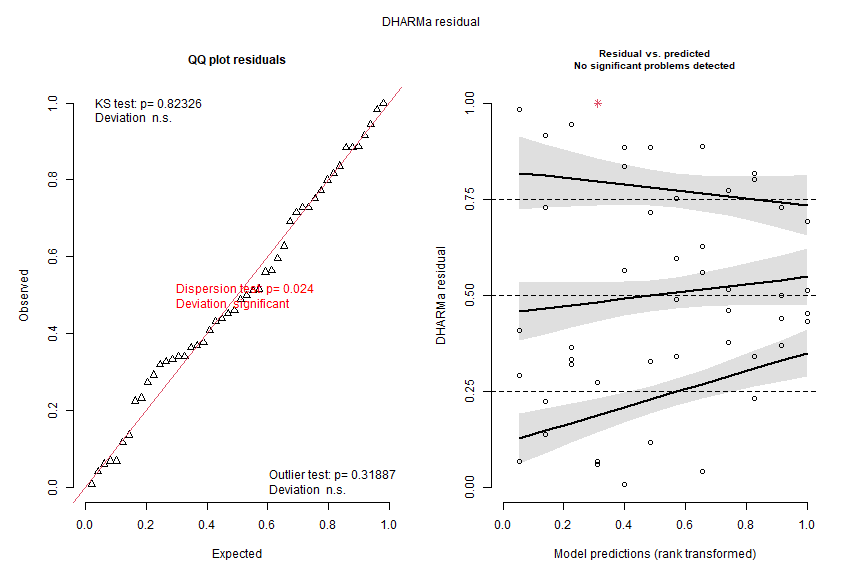 DHARMa residual
QQ plot residuals
KS test: p= 0.82326
Deviation n.s.
Dispersion test: p= 0.024
Deviation significant
Outlier test: p= 0.31887
Deviation n.s.
Observed
0.0
0.2
0.4
0.6
0.8
1.0
0.0
0.2
0.4
0.6
0.8
1.0
Expected
Residual vs. predicted
No significant problems detected
DHARMa residual
0.00
0.25
0.50
0.75
1.00
0.0
0.2
0.4
0.6
0.8
1.0
Model predictions (rank transformed)